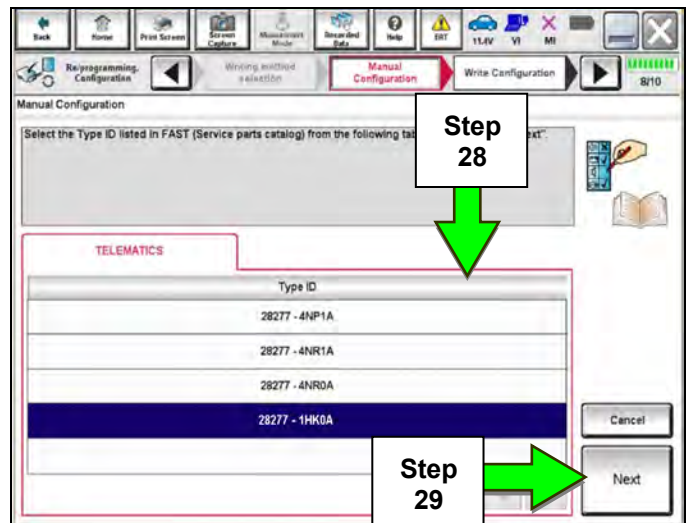 Back
Home
Print Screen
Screen Capture
Measurement Mode
Recorded Data
Help
ERT
11.4V
VI
MI
Re/programming, Configuration
Writing method selection
Manual Configuration
Write Configuration
8/10
Manual Configuration
Select the Type ID listed in FAST (Service parts catalog) from the following
Step
28
TELEMATICS
Type ID
28277 - 4NP1A
28277 - 4NR1A
28277 - 4NR0A
28277 - 1HK0A
Cancel
Step
29
Next